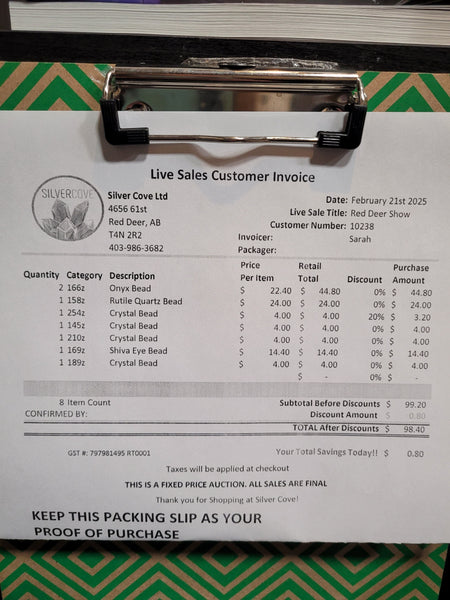 Live Sales Customer Invoice
SILVERCOVE
Silver Cove Ltd
4656 61st
Red Deer, AB
T4N 2R2
403-986-3682
Date: February 21st 2025
Live Sale Title: Red Deer Show
Customer Number: 10238
Invoicer: Sarah
Packager:
Quantity Category Description Price Per Item Retail Total Discount Purchase Amount
2 166z Onyx Bead $ 22.40 $ 44.80 0% $ 44.80
1 158z Rutile Quartz Bead $ 24.00 $ 24.00 0% $ 24.00
1 254z Crystal Bead $ 4.00 $ 4.00 20% $ 3.20
1 145z Crystal Bead $ 4.00 $ 4.00 0% $ 4.00
1 210z Crystal Bead $ 4.00 $ 4.00 0% $ 4.00
1 169z Shiva Eye Bead $ 14.40 $ 14.40 0% $ 14.40
1 189z Crystal Bead $ 4.00 $ 4.00 0% $ 4.00
$ - 0% $ -
8 Item Count Subtotal Before Discounts $ 99.20
CONFIRMED BY: Discount Amount $ 0.80
TOTAL After Discounts $ 98.40
GST #: 797981495 RT0001 Your Total Savings Today!! $ 0.80
Taxes will be applied at checkout
THIS IS A FIXED PRICE AUCTION. ALL SALES ARE FINAL
Thank you for Shopping at Silver Cove!
KEEP THIS PACKING SLIP AS YOUR
PROOF OF PURCHASE